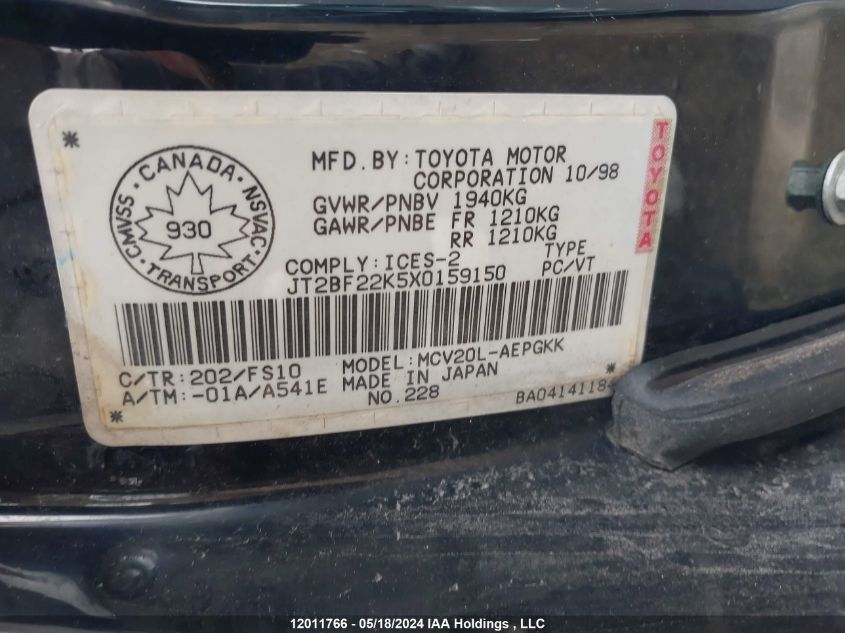 *
CMVSS · CANADA · NSVAC · TRANSPORT ·
930
MFD.BY:TOYOTA MOTOR
CORPORATION 10/98
GVWR/PNBV 1940KG
GAWR/PNBE FR 1210KG
RR 1210KG
COMPLY:ICES-2 TYPE
JT2BF22K5X0159150 PC/VT
TOYOTA
C/TR:202/FS10 MODEL:MCV20L-AEPGKK
A/TM:-01A/A541E MADE IN JAPAN
* NO.228 BA04141184
12011766 - 05/18/2024 IAA Holdings , LLC